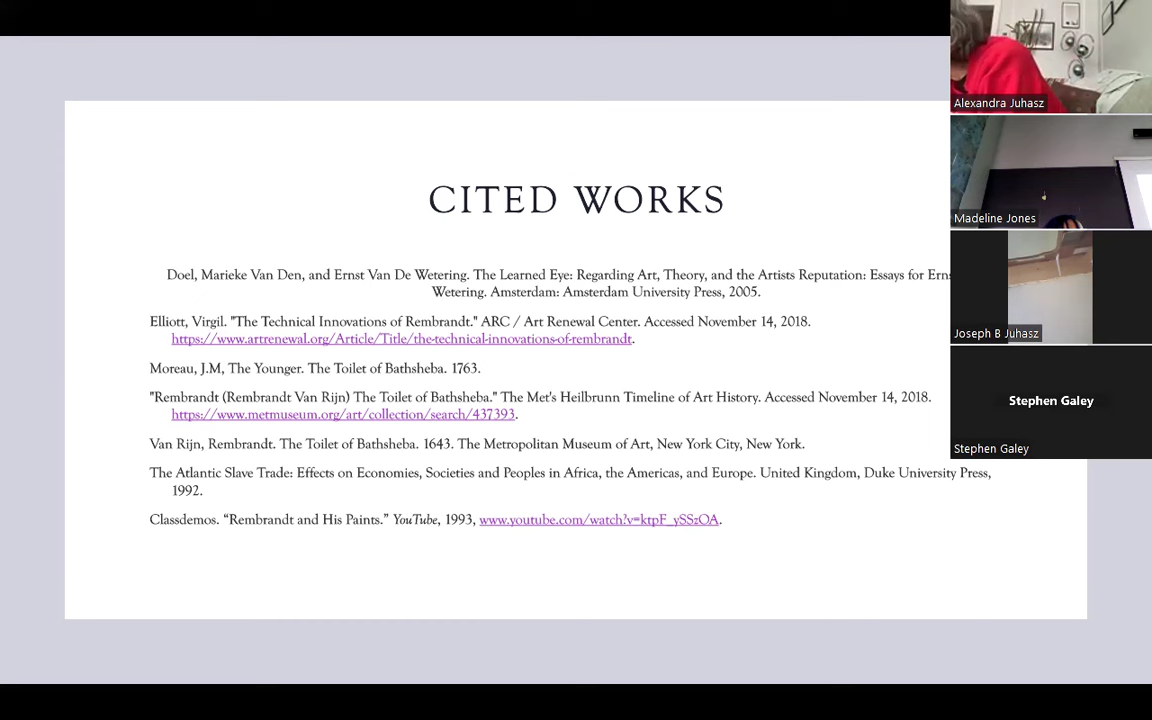 CITED WORKS
Doel, Marieke Van Den, and Ernst Van De Wetering. The Learned Eye: Regarding Art, Theory, and the Artists Reputation: Essays for
Wetering. Amsterdam: Amsterdam University Press, 2005.
Elliott, Virgil. "The Technical Innovations of Rembrandt." ARC / Art Renewal Center. Accessed November 14, 2018.
https://www.artrenewal.org/Article/Title/the-technical-innovations-of-rembrandt.
Moreau, J.M, The Younger. The Toilet of Bathsheba. 1763.
"Rembrandt (Rembrandt Van Rijn) The Toilet of Bathsheba." The Met's Heilbrunn Timeline of Art History. Accessed November 14, 2018.
https://www.metmuseum.org/art/collection/search/437393.
Van Rijn, Rembrandt. The Toilet of Bathsheba. 1643. The Metropolitan Museum of Art, New York City, New York.
The Atlantic Slave Trade: Effects on Economies, Societies and Peoples in Africa, the Americas, and Europe. United Kingdom, Duke University Press,
1992.
Classdemos. “Rembrandt and His Paints.” YouTube, 1993, www.youtube.com/watch?v=ktpF_ySSzOA.
Alexandra Juhasz
Madeline Jones
Joseph B Juhasz
Stephen Galey
Stephen Galey